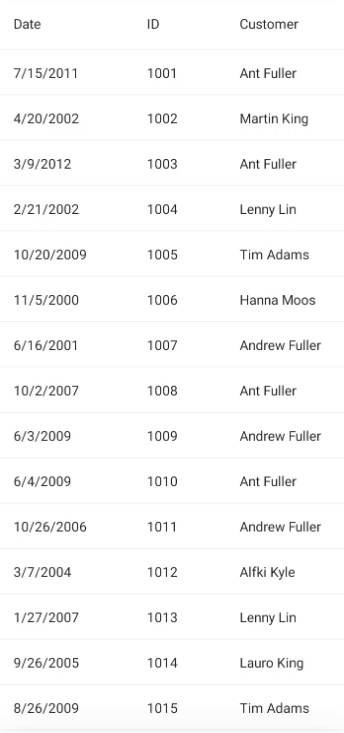 Date ID Customer
7/15/2011 1001 Ant Fuller
4/20/2002 1002 Martin King
3/9/2012 1003 Ant Fuller
2/21/2002 1004 Lenny Lin
10/20/2009 1005 Tim Adams
11/5/2000 1006 Hanna Moos
6/16/2001 1007 Andrew Fuller
10/2/2007 1008 Ant Fuller
6/3/2009 1009 Andrew Fuller
6/4/2009 1010 Ant Fuller
10/26/2006 1011 Andrew Fuller
3/7/2004 1012 Alfki Kyle
1/27/2007 1013 Lenny Lin
9/26/2005 1014 Lauro King
8/26/2009 1015 Tim Adams